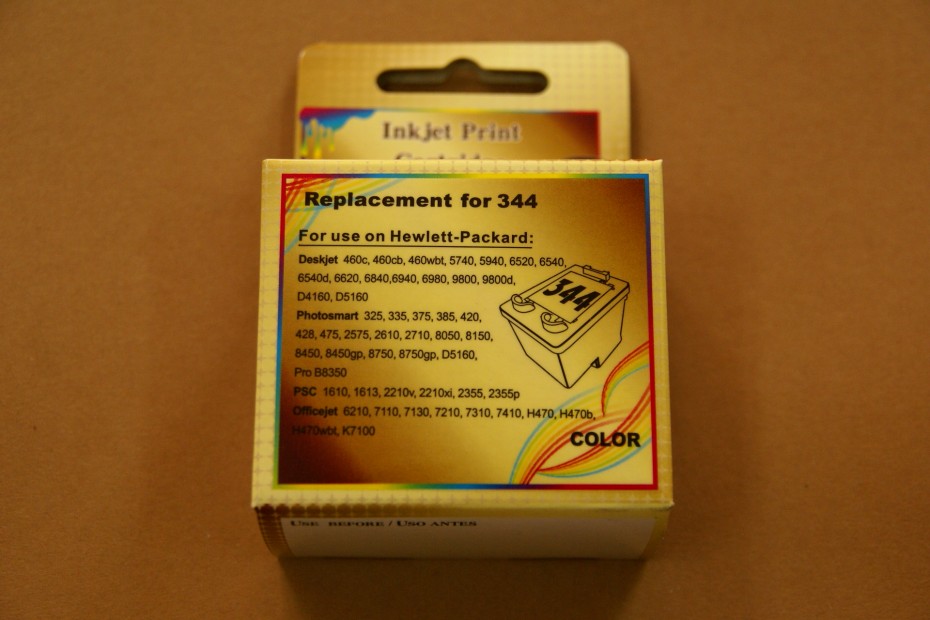 Inkjet Print
Replacement for 344
For use on Hewlett-Packard:
Deskjet 460c, 460cb, 460wbt, 5740, 5940, 6520, 6540,
6540d, 6620, 6840,6940, 6980, 9800, 9800d,
D4160, D5160
344
Photosmart 325, 335, 375, 385, 420,
428, 475, 2575, 2610, 2710, 8050, 8150,
8450, 8450gp, 8750, 8750gp, D5160,
Pro B8350
PSC 1610, 1613, 2210v, 2210xi, 2355, 2355p
Officejet 6210, 7110, 7130, 7210, 7310, 7410, H470, H470b,
H470wbt, K7100
COLOR
USE BEFORE / USO ANTES